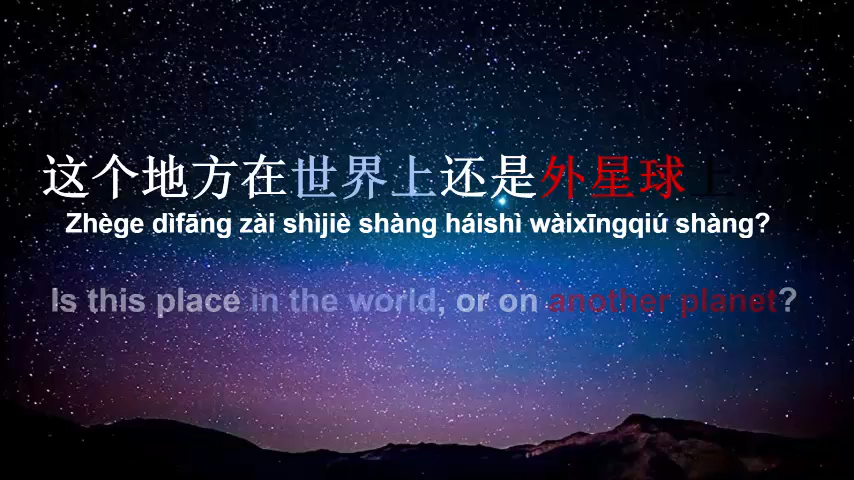 这个地方在世界上还是外星球上
Zhège dìfāng zài shìjiè shàng háishì wàixīngqiú shàng?
Is this place in the world, or on another planet?